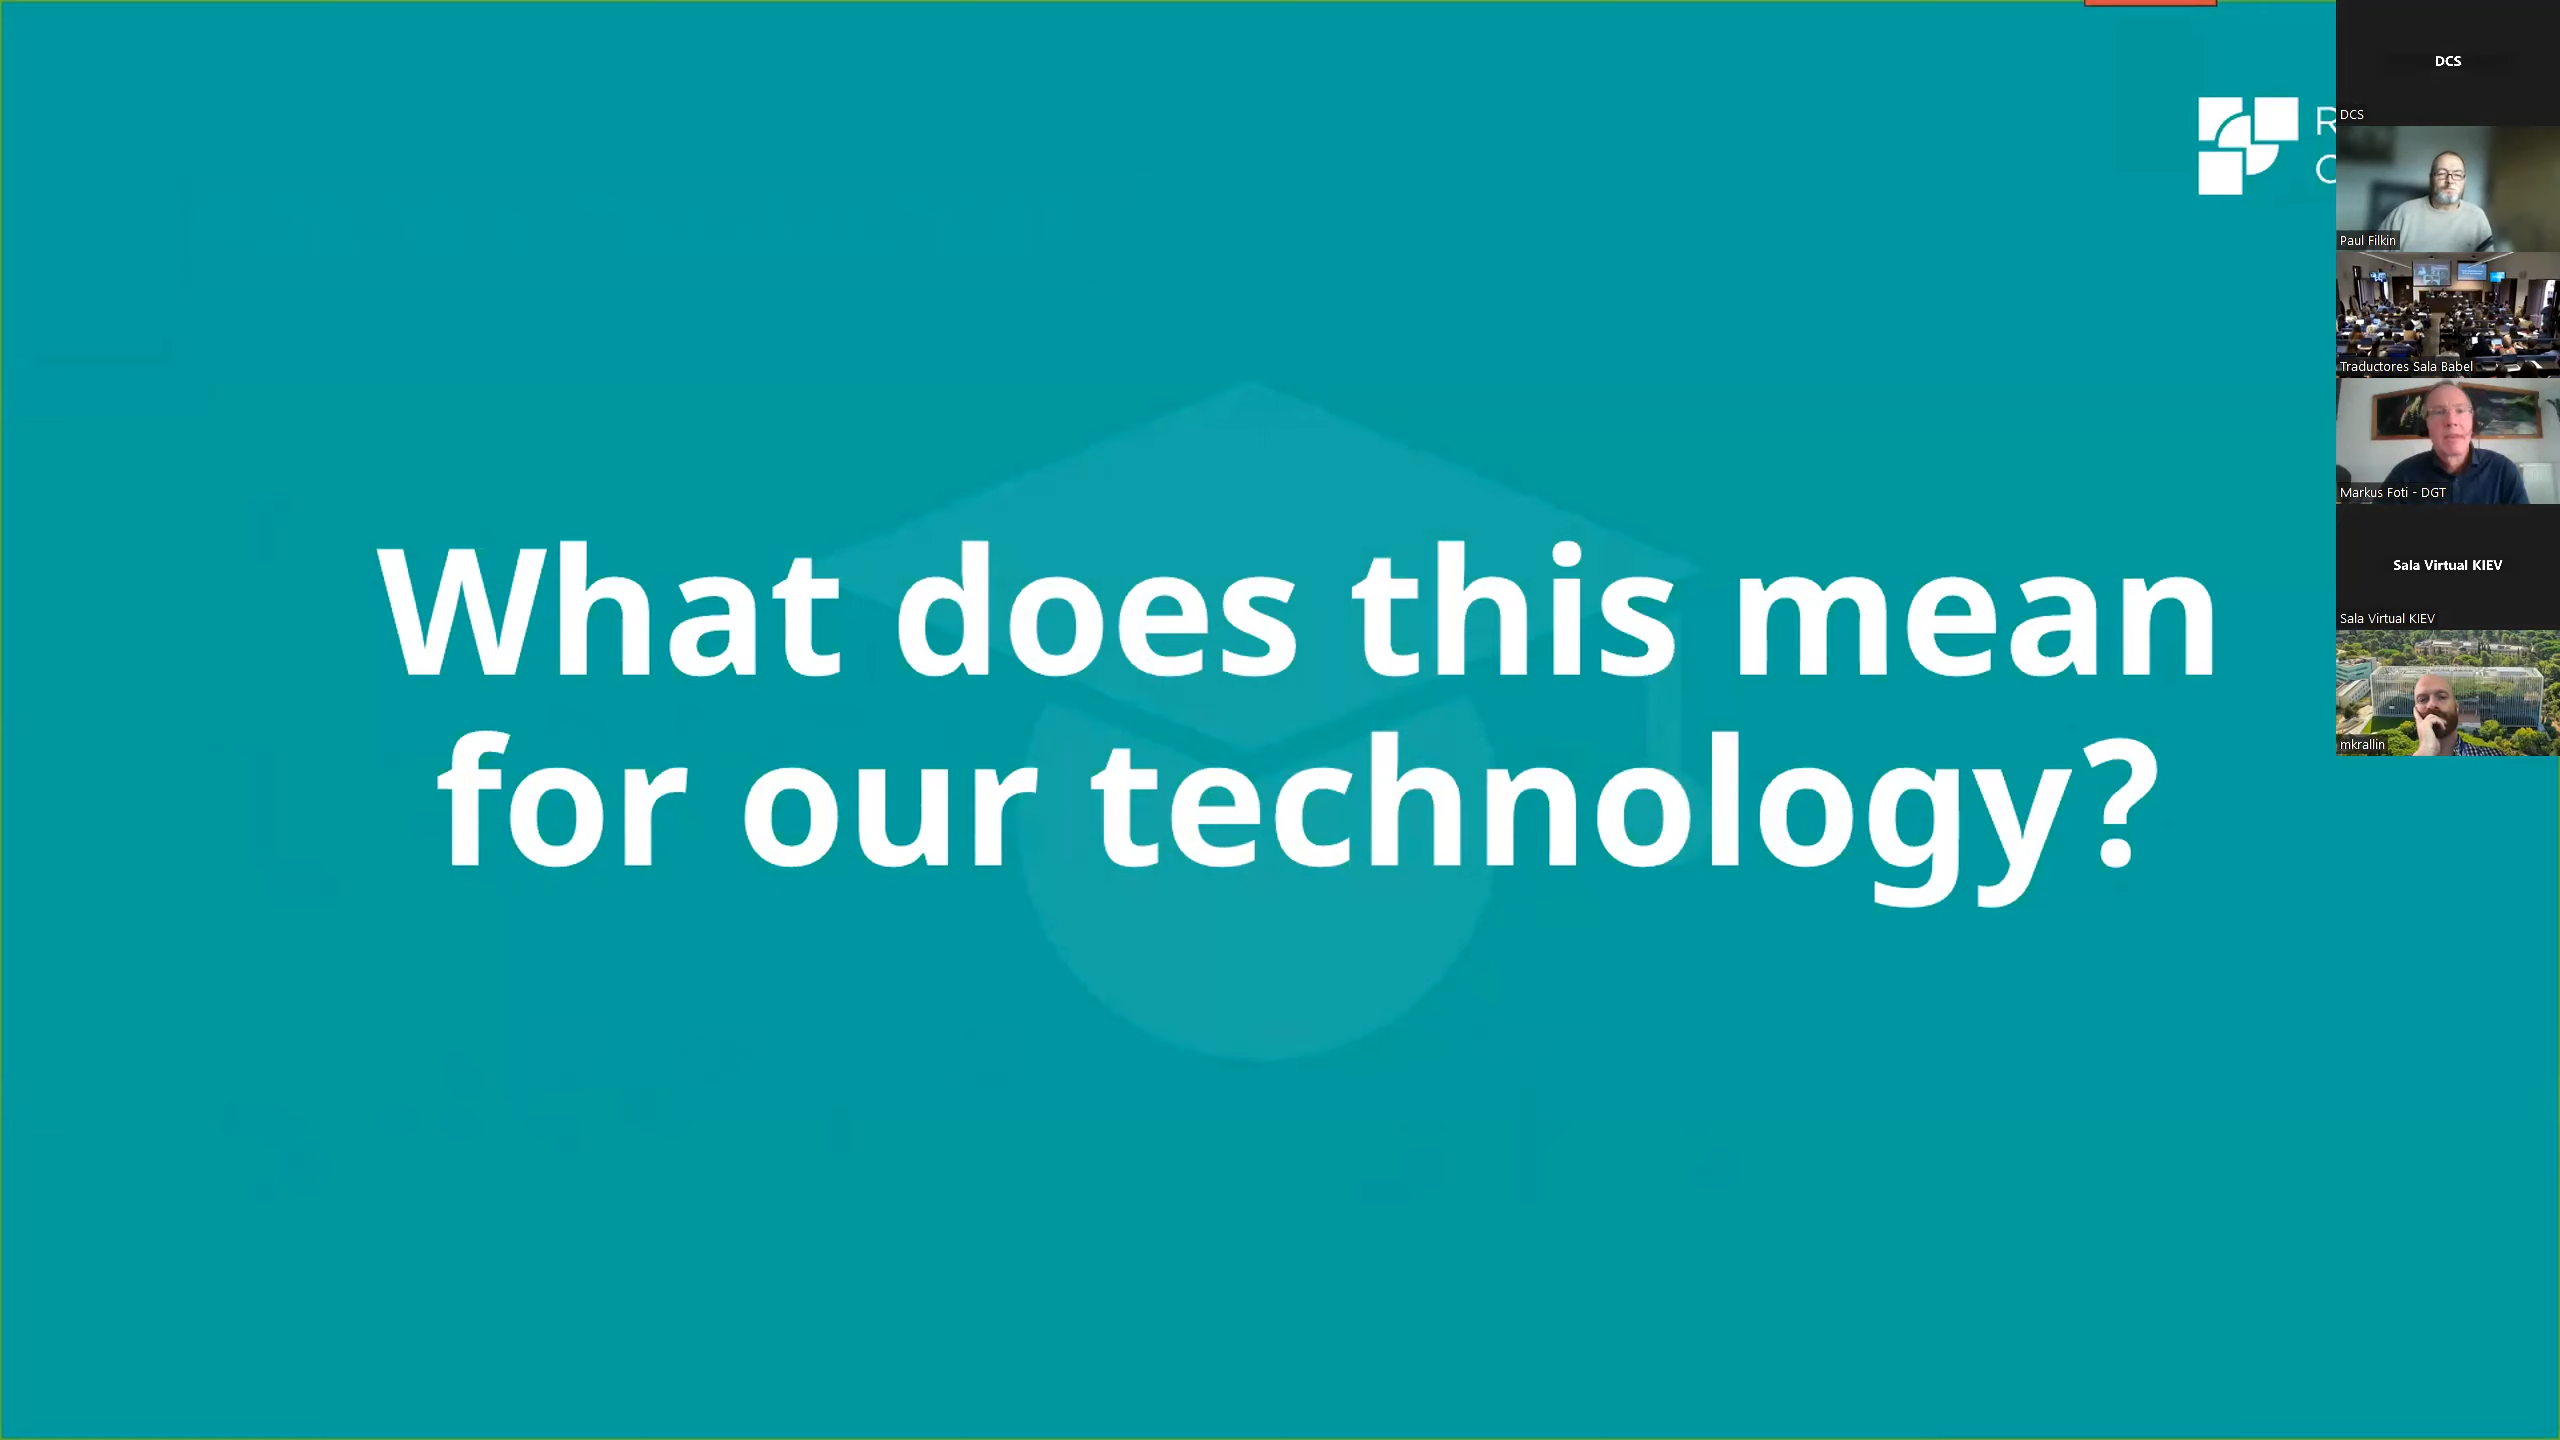 R
C
What does this mean
for our technology?
DCS
DCS
Paul Filkin
Traductores Sala Babel
Markus Foti - DGT
Sala Virtual KIEV
Sala Virtual KIEV
mkrallin